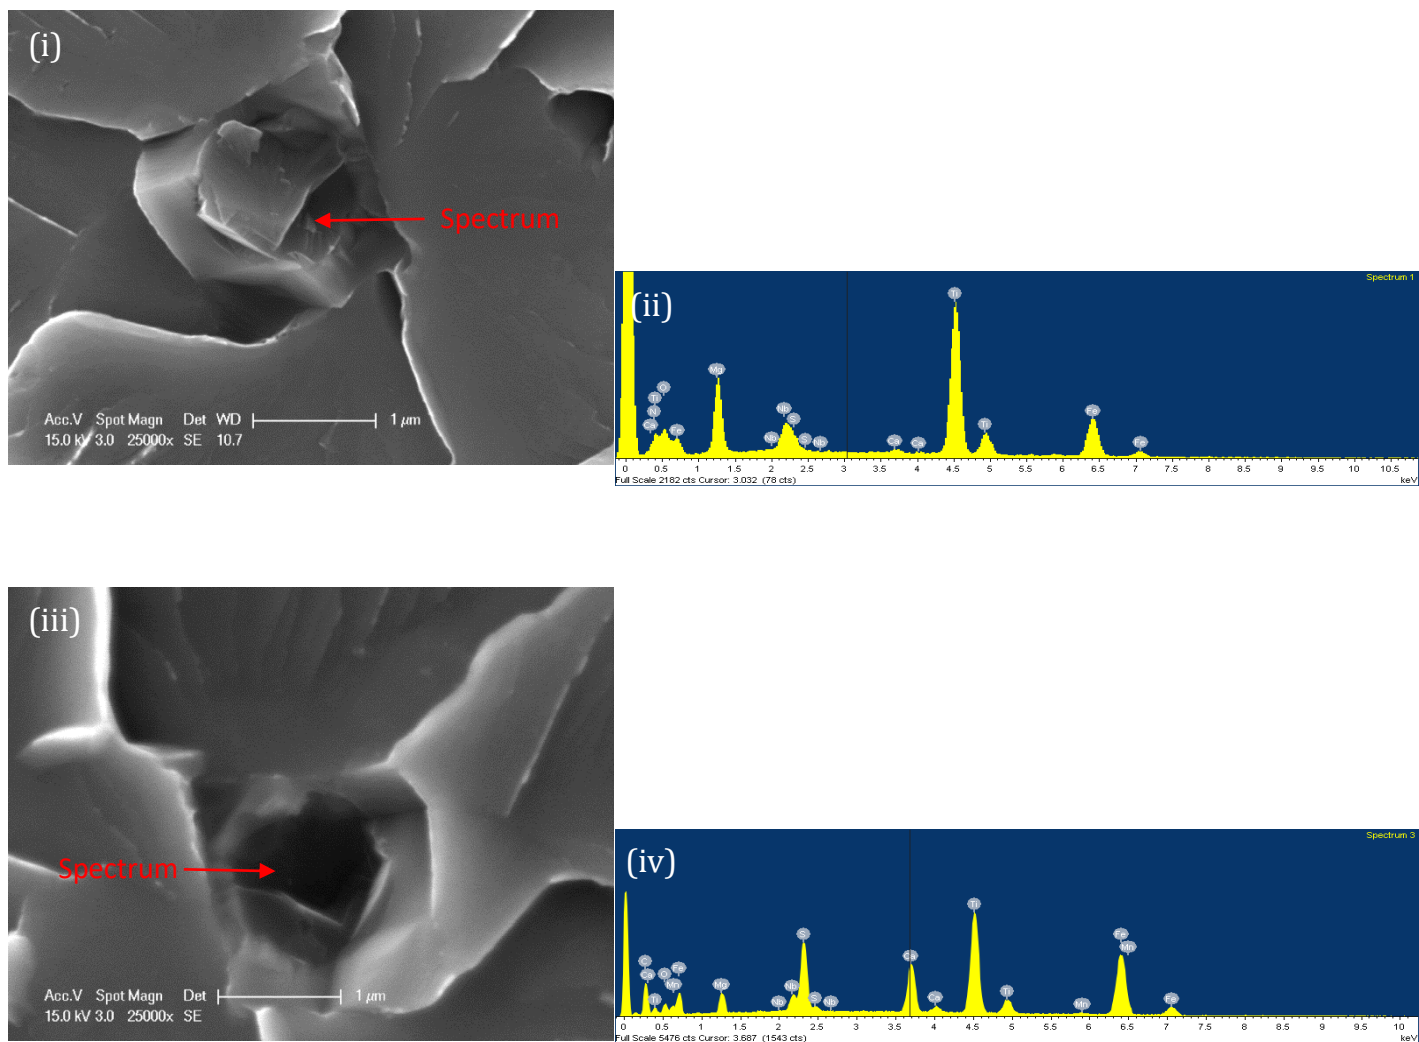 (i)
Spectrum
Acc.V Spot Magn Det WD 1 µm
15.0 kV 3.0 25000x SE 10.7
Spectrum 1
(ii)
Ti
Mg
O
Ti
N
Ca
Fe
Nb
S
Nb
S
Nb
Ca
Ca
Ti
Fe
Fe
0 0.5 1 1.5 2 2.5 3 3.5 4 4.5 5 5.5 6 6.5 7 7.5 8 8.5 9 9.5 10 10.5
Full Scale 2182 cts Cursor: 3.032 (78 cts) keV
(iii)
Spectrum
Acc.V Spot Magn Det 1 µm
15.0 kV 3.0 25000x SE
Spectrum 3
(iv)
Ti
S
Fe
Mn
C
Ca
O
Fe
Mn
Ti
Mg
Nb
Nb
S
Nb
Ca
Ca
Ti
Mn
Fe
0 0.5 1 1.5 2 2.5 3 3.5 4 4.5 5 5.5 6 6.5 7 7.5 8 8.5 9 9.5 10
Full Scale 5476 cts Cursor: 3.687 (1543 cts) keV